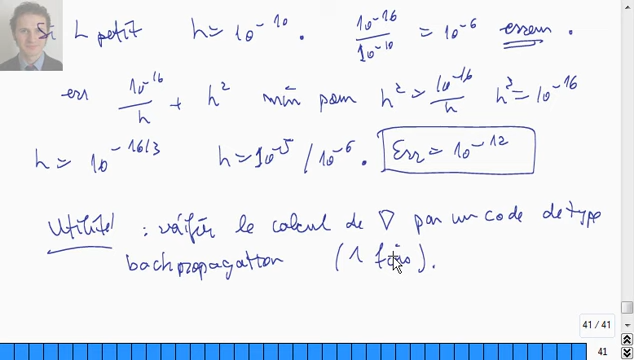 Si h petit h = 10^-10. 10^-16 / 10^-10 = 10^-6 erreur.
err 10^-16 / h + h^2 min pour h^2 = 10^-16 / h h^3 = 10^-16
h = 10^-16/3 h = 10^-5 / 10^-6. Err = 10^-12
Utilité : vérifier le calcul de ∇ par un code de type
backpropagation (1 fois).
41 / 41
41